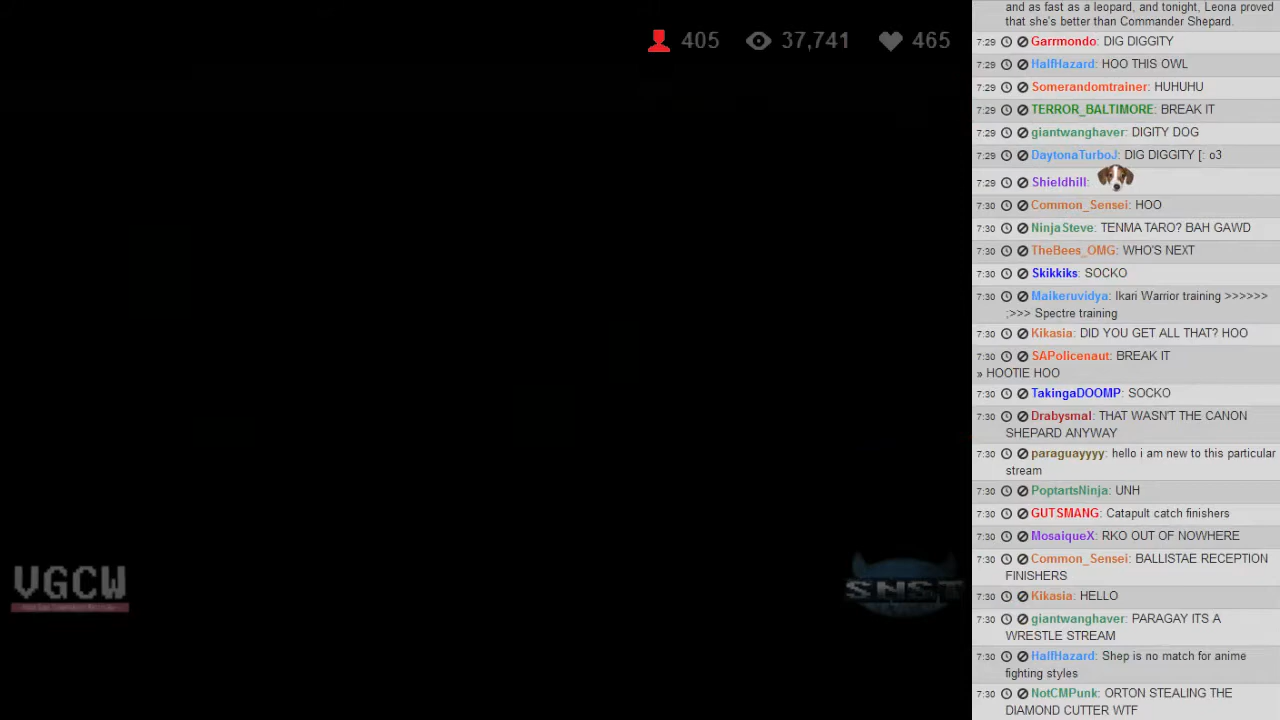 405 37,741 465
and as fast as a leopard, and tonight, Leona proved
that she's better than Commander Shepard.
7:29 Garrmondo: DIG DIGGITY
7:29 HalfHazard: HOO THIS OWL
7:29 Somerandomtrainer: HUHUHU
7:29 TERROR_BALTIMORE: BREAK IT
7:29 giantwanghaver: DIGITY DOG
7:29 DaytonaTurboJ: DIG DIGGITY [: o3
7:29 Shieldhill:
7:30 Common_Sensei: HOO
7:30 NinjaSteve: TENMA TARO? BAH GAWD
7:30 TheBees_OMG: WHO'S NEXT
7:30 Skikkiks: SOCKO
7:30 Maikeruvidya: Ikari Warrior training >>>>>>
;>>> Spectre training
7:30 Kikasia: DID YOU GET ALL THAT? HOO
7:30 SAPolicenaut: BREAK IT
» HOOTIE HOO
7:30 TakingaDOOMP: SOCKO
7:30 Drabysmal: THAT WASN'T THE CANON
SHEPARD ANYWAY
7:30 paraguayyyy: hello i am new to this particular
stream
7:30 PoptartsNinja: UNH
7:30 GUTSMANG: Catapult catch finishers
7:30 MosaiqueX: RKO OUT OF NOWHERE
7:30 Common_Sensei: BALLISTAE RECEPTION
FINISHERS
7:30 Kikasia: HELLO
7:30 giantwanghaver: PARAGAY ITS A
WRESTLE STREAM
7:30 HalfHazard: Shep is no match for anime
fighting styles
7:30 NotCMPunk: ORTON STEALING THE
DIAMOND CUTTER WTF
VGCW
SNST